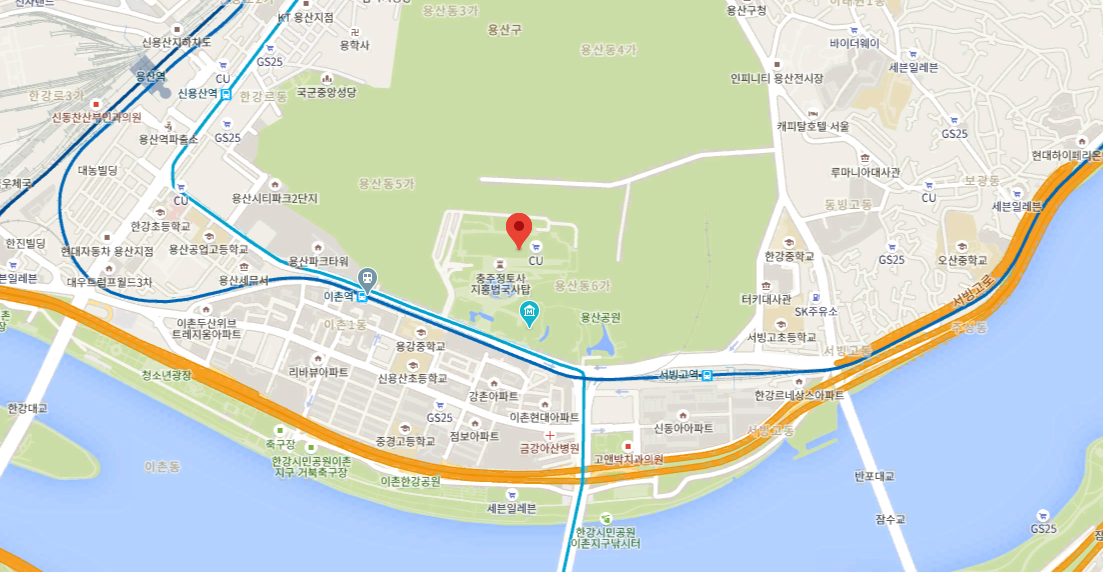 용산동3가
KT 용산지점
용산구
용산구청
신용산지하차도
용학사
용산동4가
바이더웨이
GS25
세븐일레븐
용산역
CU
신용산역
한강로3가
한강로동
국군중앙성당
인피니티 용산전시장
신동찬산부인과의원
용산역파출소
GS25
캐피탈호텔 서울
GS25
현대하이페리온
대농빌딩
루마니아대사관
우체국
CU
용산시티파크2단지
용산동5가
보광동
CU
세븐일레븐
동빙고동
한강초등학교
한진빌딩
현대자동차 용산지점
용산공업고등학교
CU
한강중학교
GS25
오산중학교
세븐일레븐
대우트럼프월드3차
용산세무서
용산파크타워
충주정토사
지홍법국사탑
용산동6가
이촌역
터키대사관
SK주유소
서빙고로
이촌두산위브
트레지움아파트
이촌1동
용산공원
서빙고초등학교
주성동
용강중학교
서빙고동
리바뷰아파트
신용산초등학교
서빙고역
청소년광장
강촌아파트
한강르네상스아파트
한강대교
GS25
이촌현대아파트
신동아아파트
점보아파트
중경고등학교
서빙고동
축구장
금강아산병원
고앤박치과의원
이촌동
한강시민공원이촌
지구 거북축구장
이촌한강공원
반포대교
세븐일레븐
잠수교
GS25
한강시민공원
이촌지구낚시터